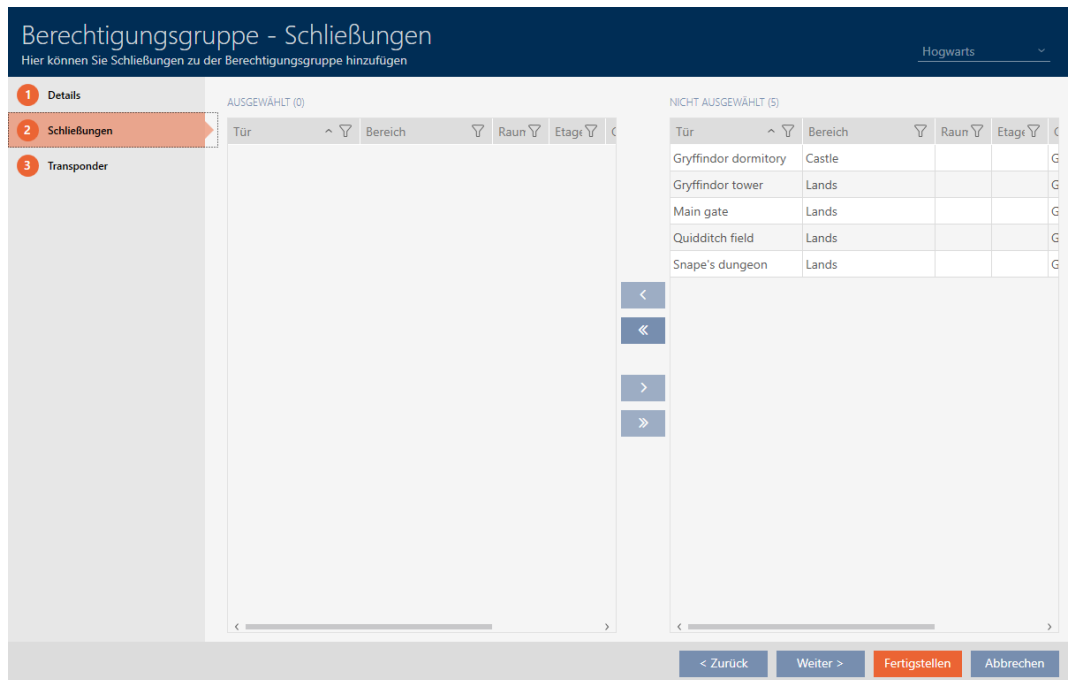 Berechtigungsgruppe - Schließungen
Hier können Sie Schließungen zu der Berechtigungsgruppe hinzufügen
Hogwarts
1 Details
2 Schließungen
3 Transponder
AUSGEWÄHLT (0)
Tür Bereich Raum Etage
NICHT AUSGEWÄHLT (5)
Tür Bereich Raum Etage
Gryffindor dormitory Castle G
Gryffindor tower Lands G
Main gate Lands G
Quidditch field Lands G
Snape's dungeon Lands G
< Zurück Weiter > Fertigstellen Abbrechen